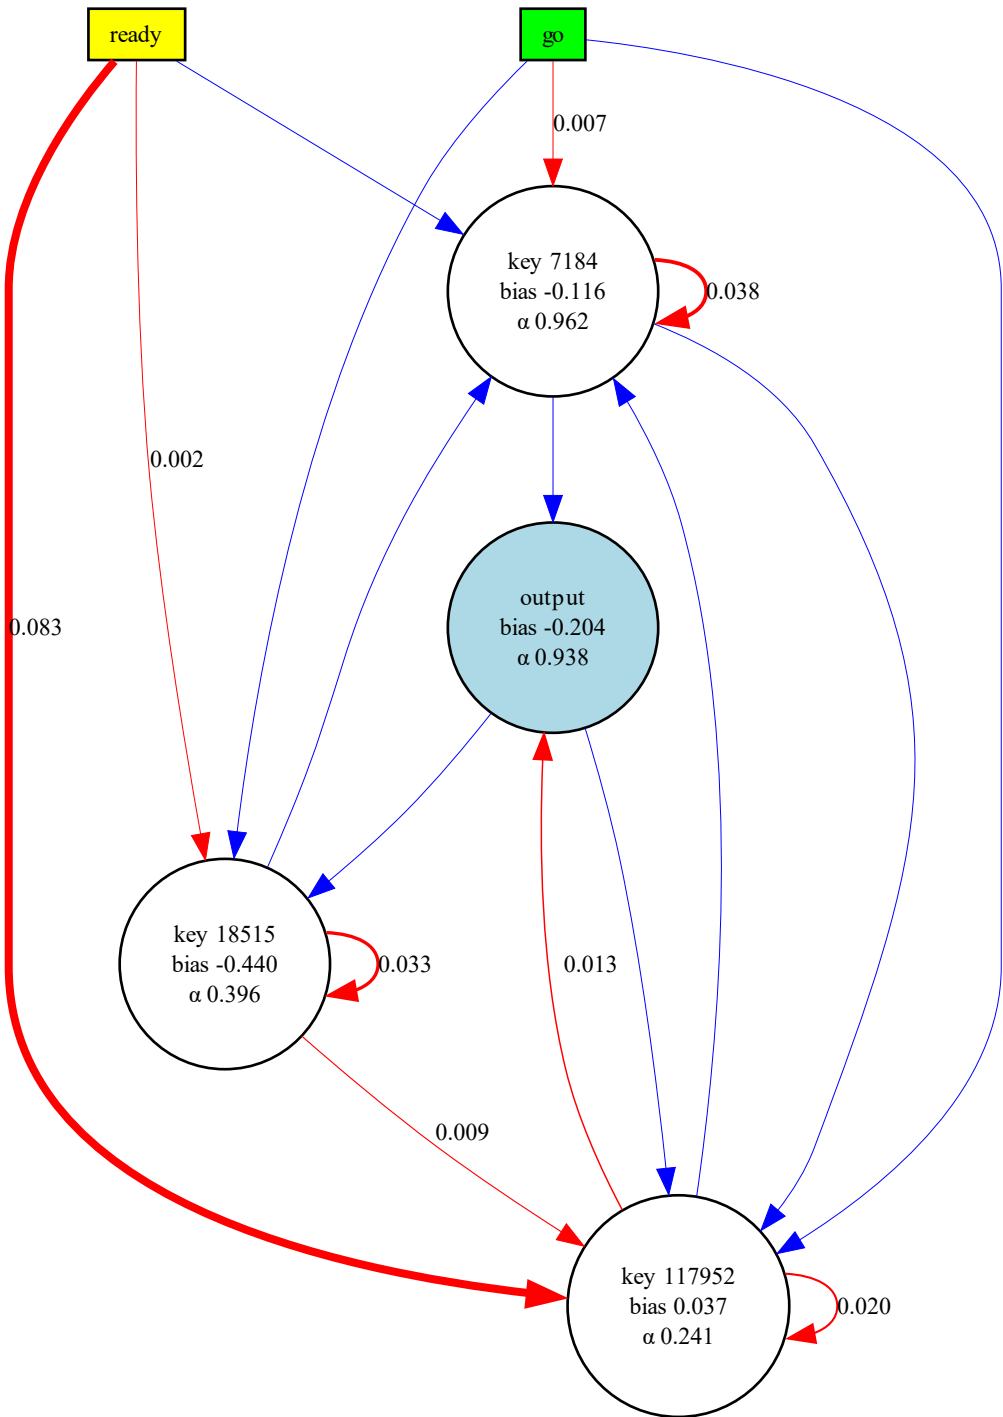 ready
go
0.007
key 7184
bias -0.116
α 0.962
0.038
0.002
output
bias -0.204
α 0.938
0.083
key 18515
bias -0.440
α 0.396
0.033
0.013
0.009
key 117952
bias 0.037
α 0.241
0.020